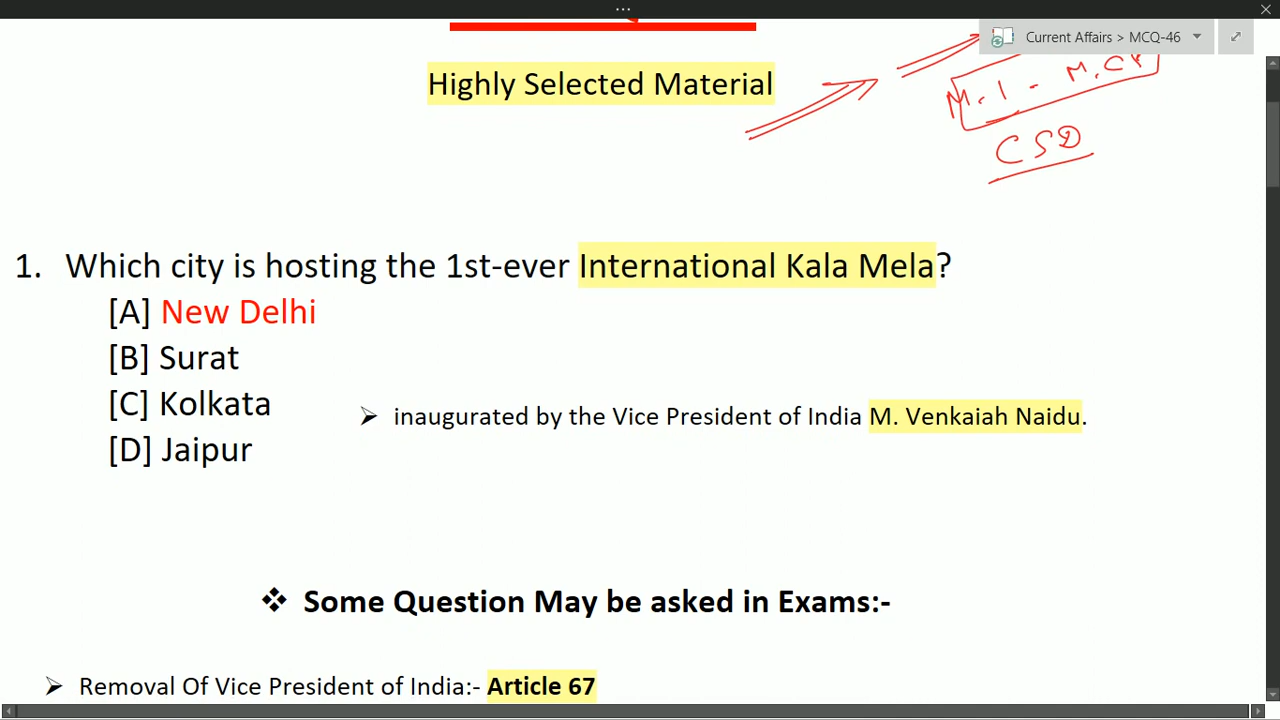 Current Affairs > MCQ-46
Highly Selected Material
CSD
1. Which city is hosting the 1st-ever International Kala Mela?
[A] New Delhi
[B] Surat
[C] Kolkata
➢ inaugurated by the Vice President of India M. Venkaiah Naidu.
[D] Jaipur
❖ Some Question May be asked in Exams:-
➢ Removal Of Vice President of India:- Article 67